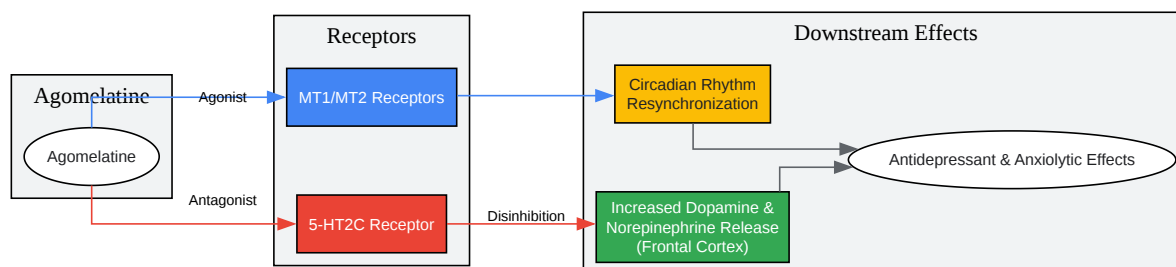 Agomelatine
Agomelatine
Agonist
Antagonist
Receptors
MT1/MT2 Receptors
5-HT2C Receptor
Disinhibition
Downstream Effects
Circadian Rhythm
Resynchronization
Increased Dopamine &
Norepinephrine Release
(Frontal Cortex)
Antidepressant & Anxiolytic Effects